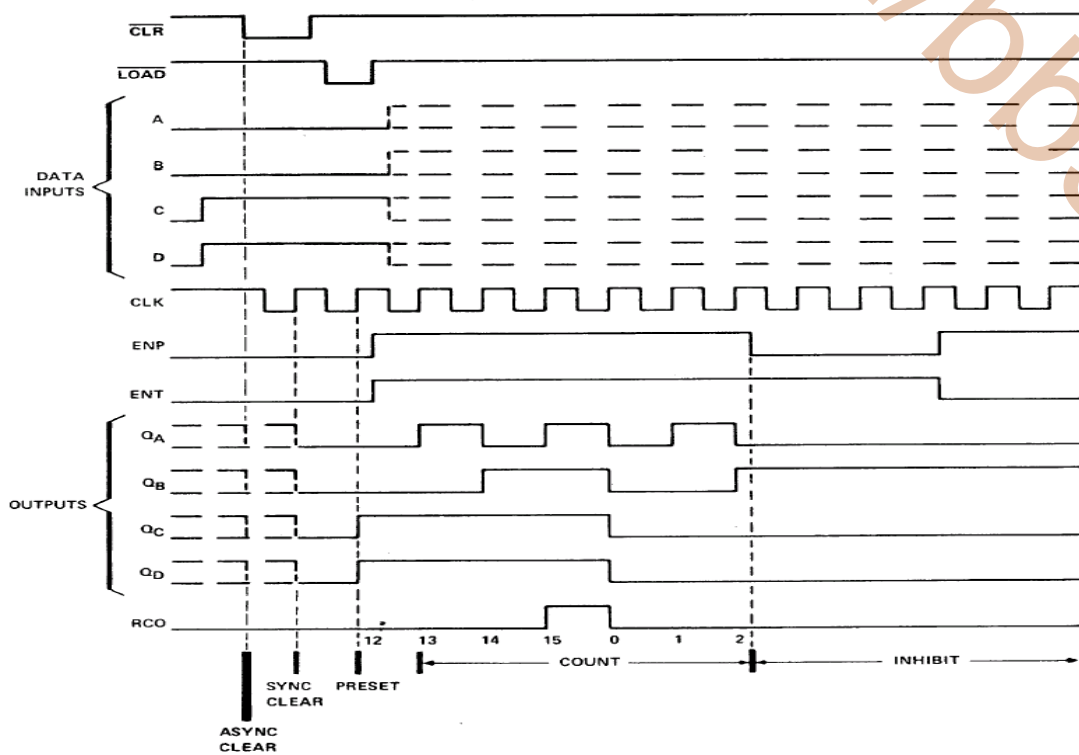 CLR
LOAD
A
B
DATA
INPUTS
C
D
CLK
ENP
ENT
QA
QB
OUTPUTS
QC
QD
RCO
12 13 14 15 0 1 2
COUNT
INHIBIT
SYNC
CLEAR
PRESET
ASYNC
CLEAR